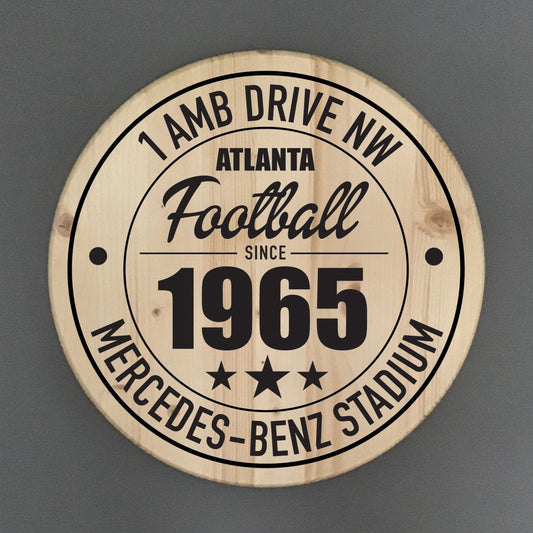 1 AMB DRIVE NW
ATLANTA
Football
SINCE
1965
MERCEDES-BENZ STADIUM